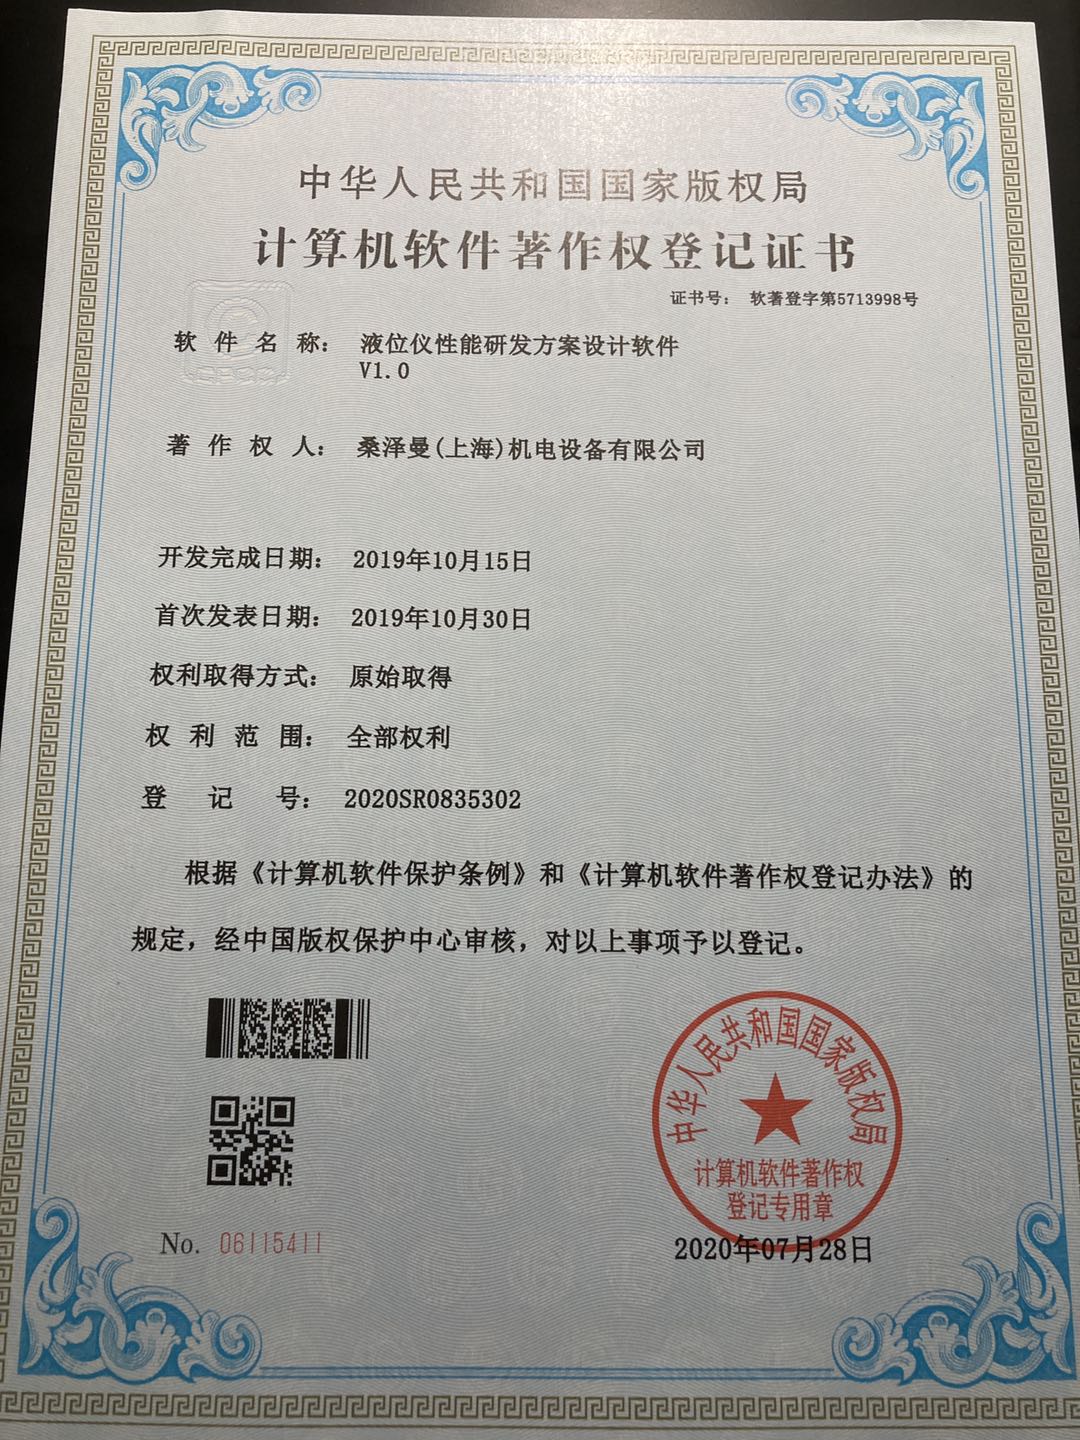 中华人民共和国国家版权局
计算机软件著作权登记证书
证书号： 软著登字第5713998号
软件名称： 液位仪性能研发方案设计软件
V1.0
著作权人： 桑泽曼(上海)机电设备有限公司
开发完成日期： 2019年10月15日
首次发表日期： 2019年10月30日
权利取得方式： 原始取得
权利范围： 全部权利
登记号： 2020SR0835302
根据《计算机软件保护条例》和《计算机软件著作权登记办法》的
规定，经中国版权保护中心审核，对以上事项予以登记。
中华人民共和国国家版权局
计算机软件著作权
登记专用章
No. 06115411
2020年07月28日